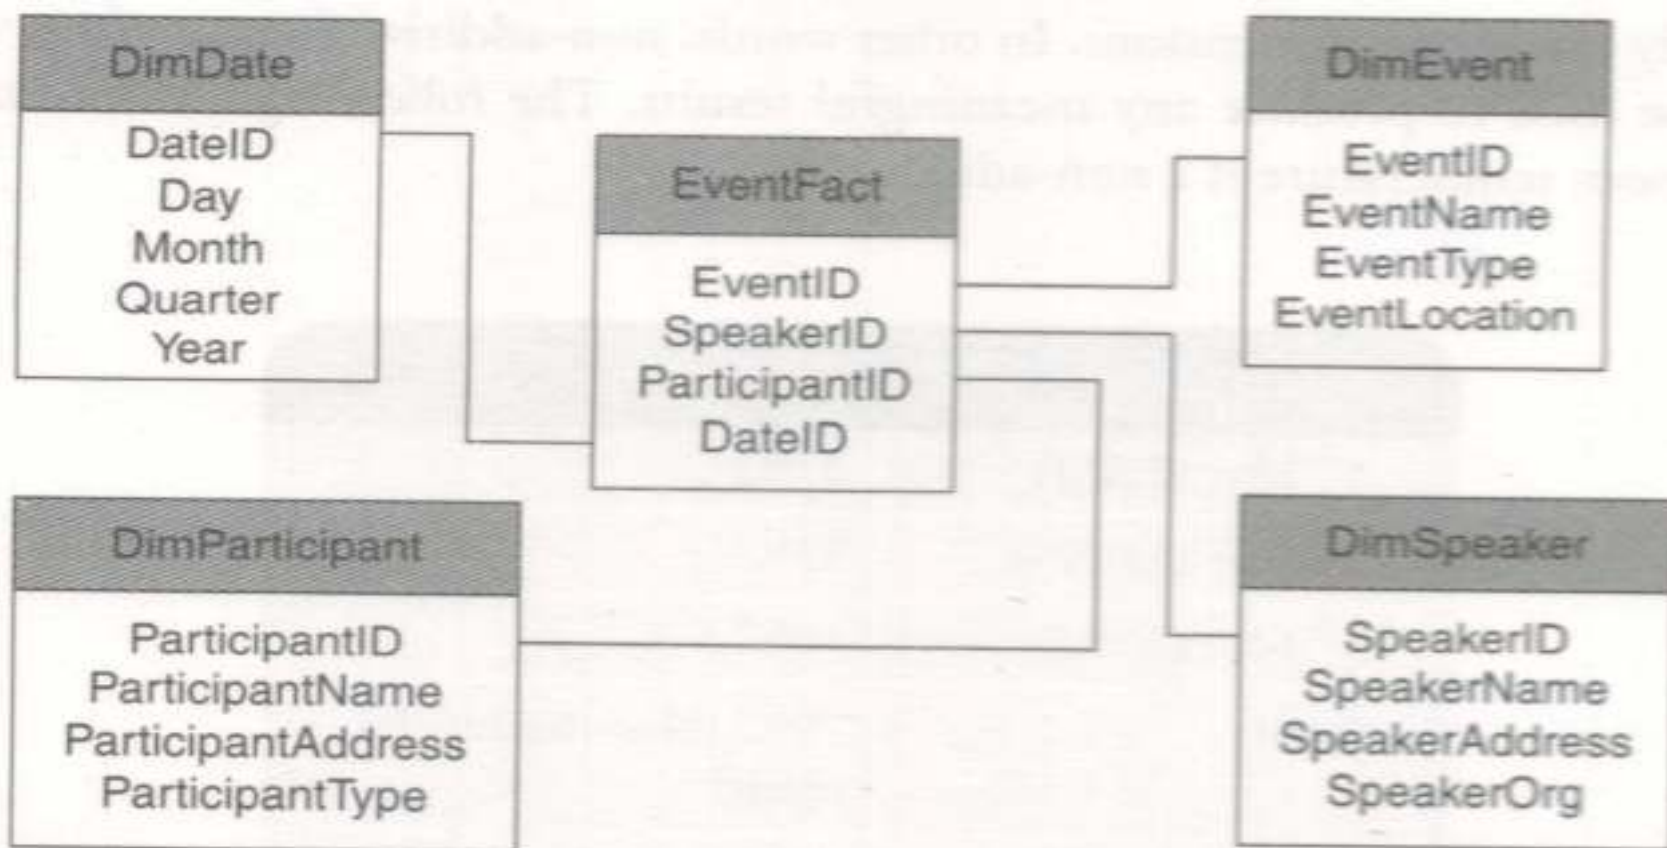 DimDate
DateID
Day
Month
Quarter
Year
EventFact
EventID
SpeakerID
ParticipantID
DateID
DimEvent
EventID
EventName
EventType
EventLocation
DimParticipant
ParticipantID
ParticipantName
ParticipantAddress
ParticipantType
DimSpeaker
SpeakerID
SpeakerName
SpeakerAddress
SpeakerOrg